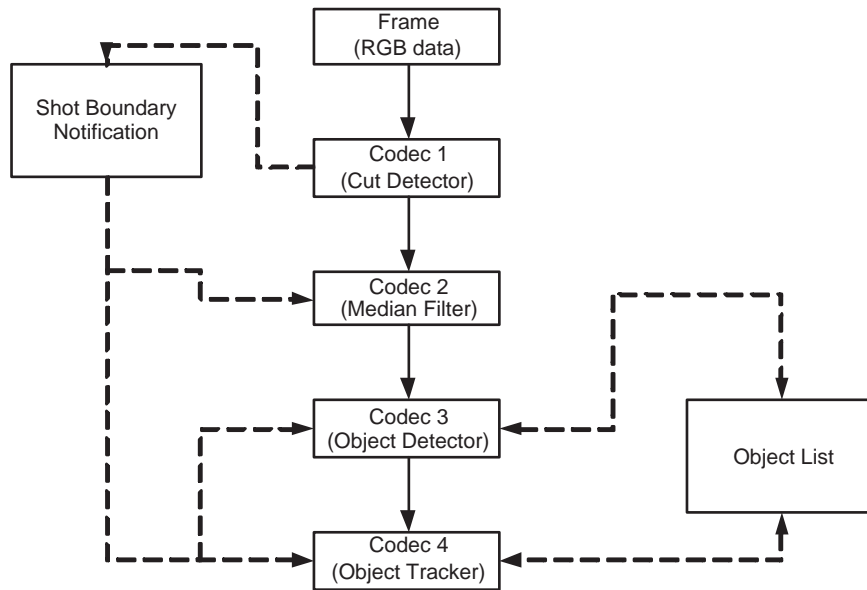 Frame
(RGB data)
Shot Boundary
Notification
Codec 1
(Cut Detector)
Codec 2
(Median Filter)
Codec 3
(Object Detector)
Object List
Codec 4
(Object Tracker)